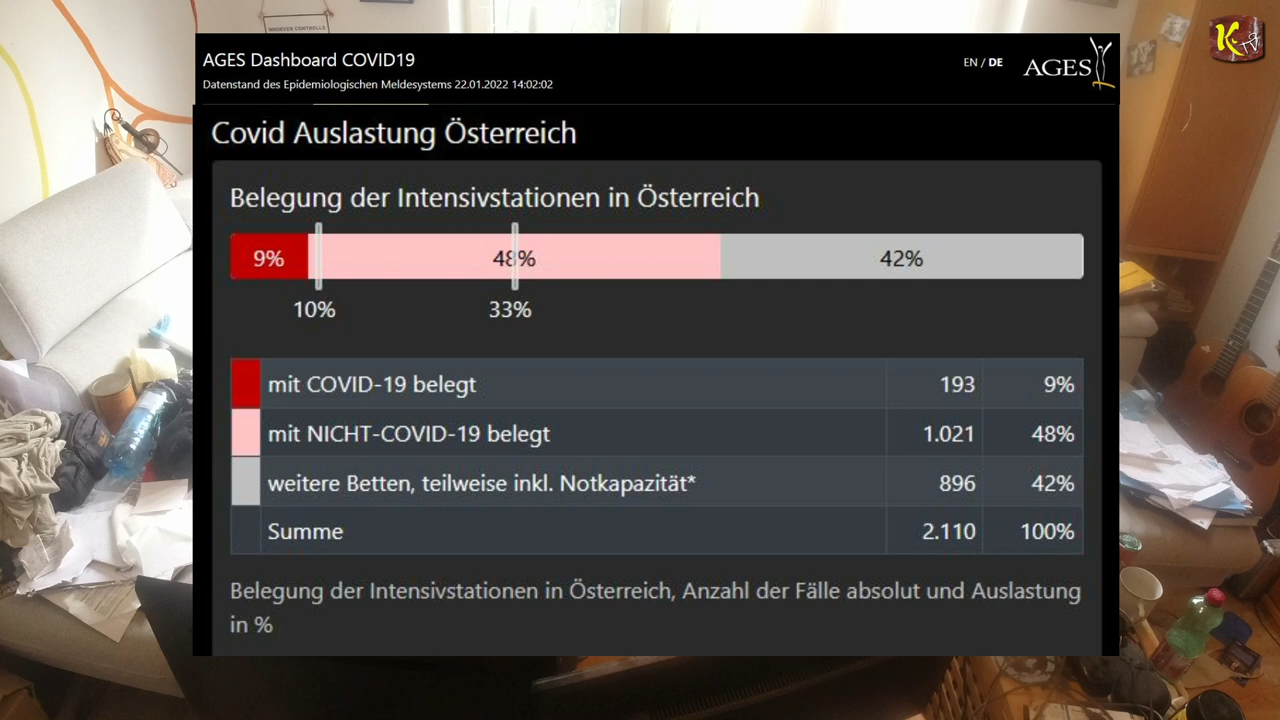 WHOEVER CONTROLLS
K TV
AGES Dashboard COVID19
EN / DE
AGES
Datenstand des Epidemiologischen Meldesystems 22.01.2022 14:02:02
Covid Auslastung Österreich
Belegung der Intensivstationen in Österreich
9% 48% 42%
10% 33%
mit COVID-19 belegt 193 9%
mit NICHT-COVID-19 belegt 1.021 48%
weitere Betten, teilweise inkl. Notkapazität* 896 42%
Summe 2.110 100%
Belegung der Intensivstationen in Österreich, Anzahl der Fälle absolut und Auslastung
in %